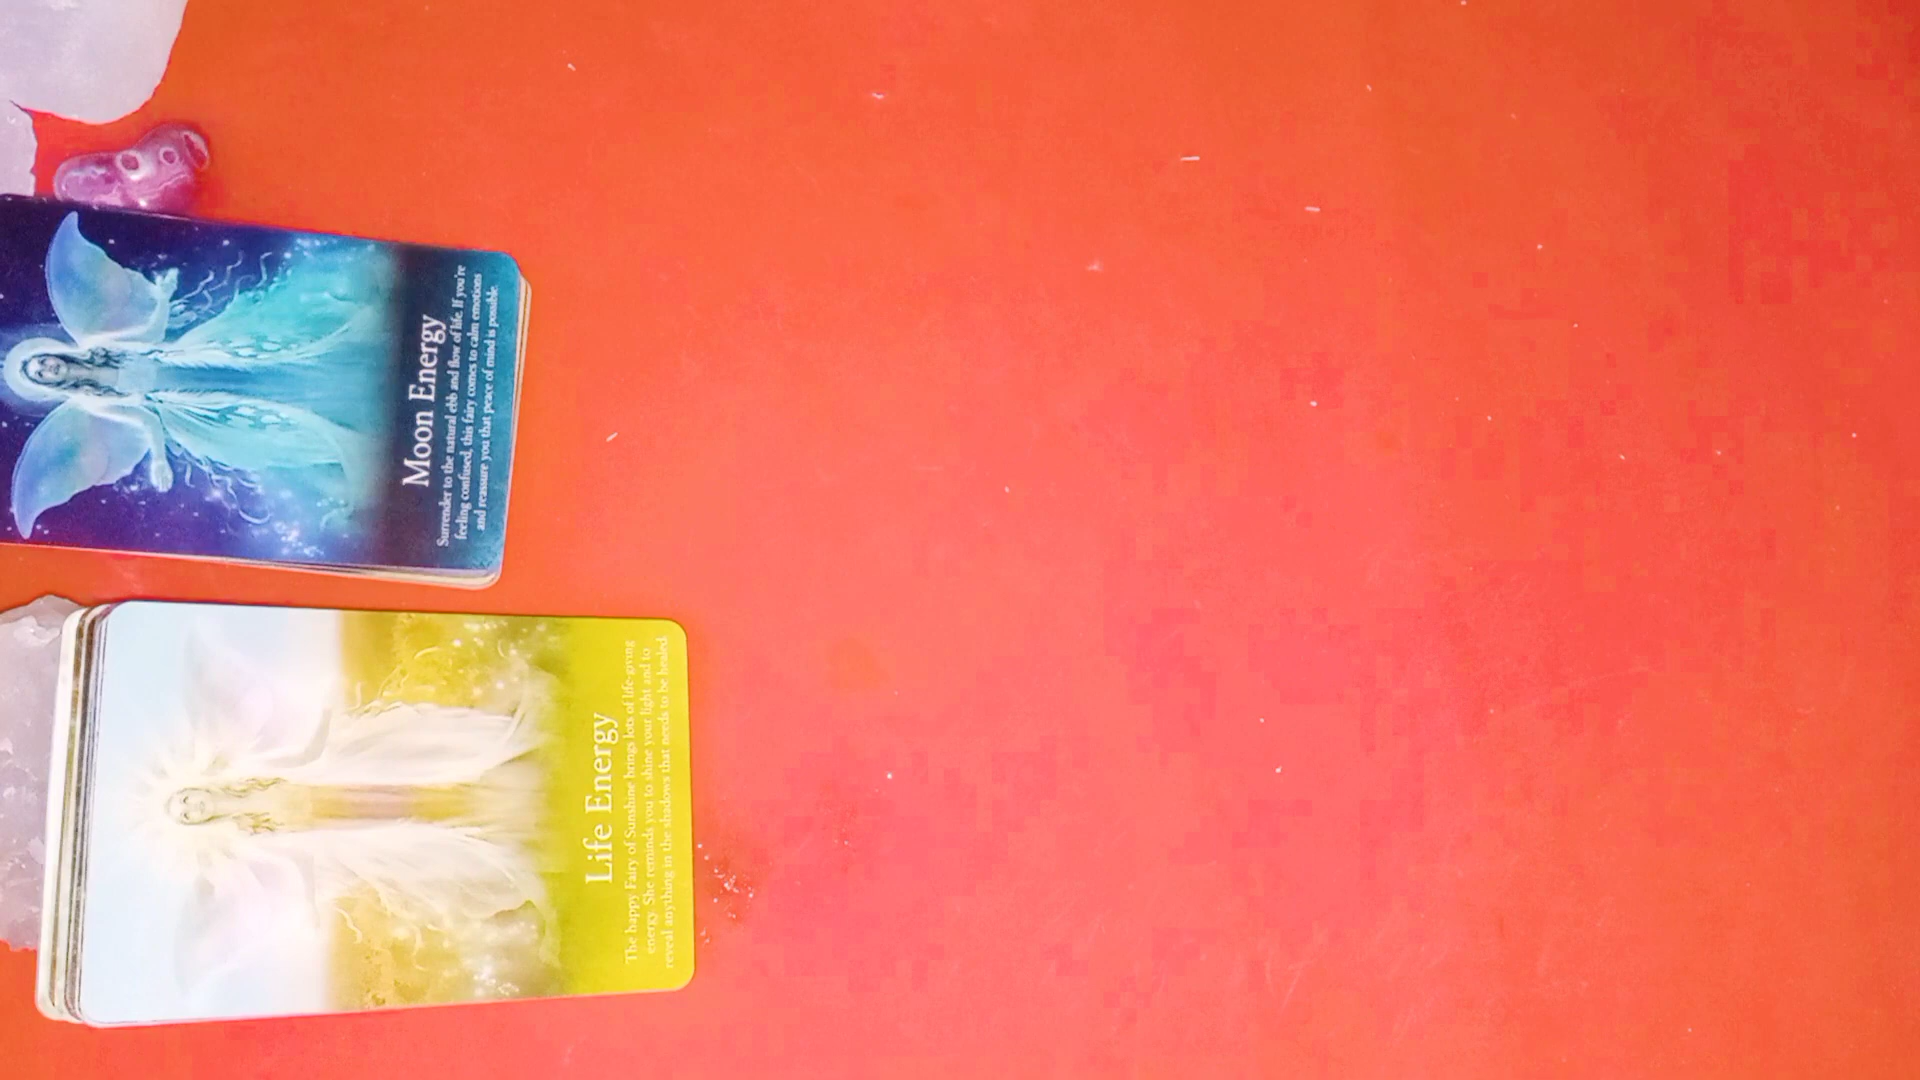 Moon Energy
Surrender to the natural ebb and flow of life. If you're
feeling confused, this fairy comes to calm emotions
and reassure you that peace of mind is possible.
Life Energy
The happy Fairy of Sunshine brings lots of life-giving
energy. She reminds you to shine your light and to
reveal anything in the shadows that needs to be healed.